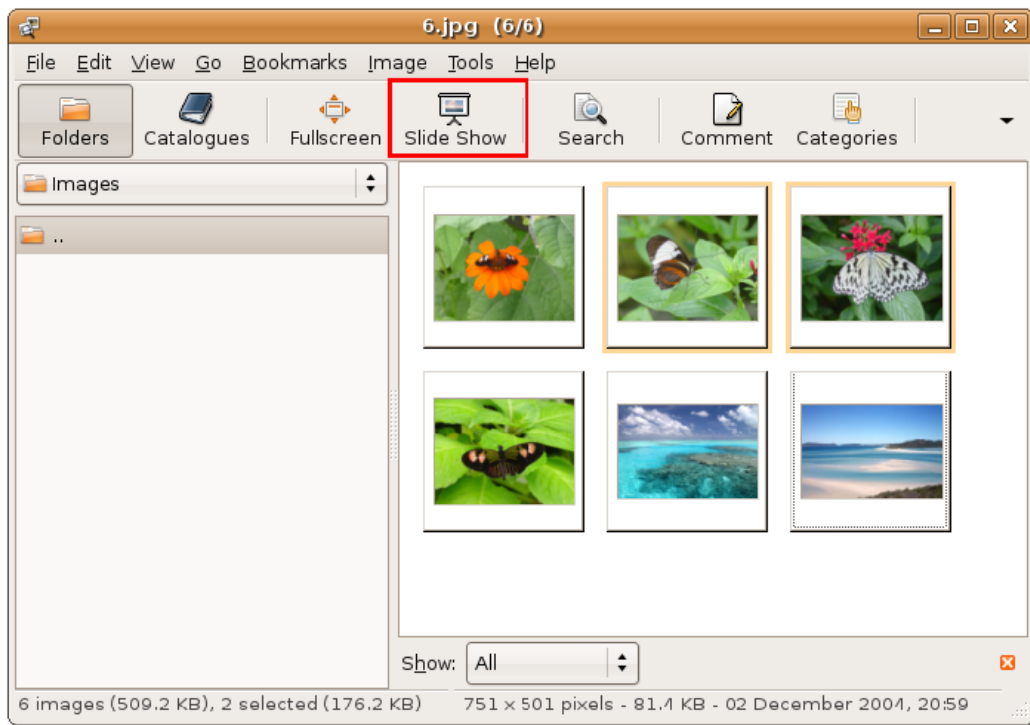 6.jpg (6/6)
File Edit View Go Bookmarks Image Tools Help
Folders Catalogues Fullscreen Slide Show Search Comment Categories
Images
..
Show: All
6 images (509.2 KB), 2 selected (176.2 KB) 751 x 501 pixels - 81.4 KB - 02 December 2004, 20:59